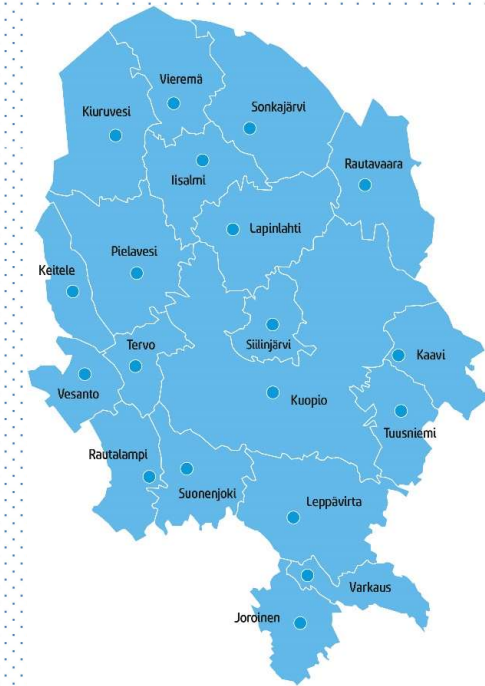 Vieremä
Kiuruvesi
Sonkajärvi
Iisalmi
Rautavaara
Lapinlahti
Pielavesi
Keitele
Siilinjärvi
Tervo
Kaavi
Vesanto
Kuopio
Tuusniemi
Rautalampi
Suonenjoki
Leppävirta
Varkaus
Joroinen